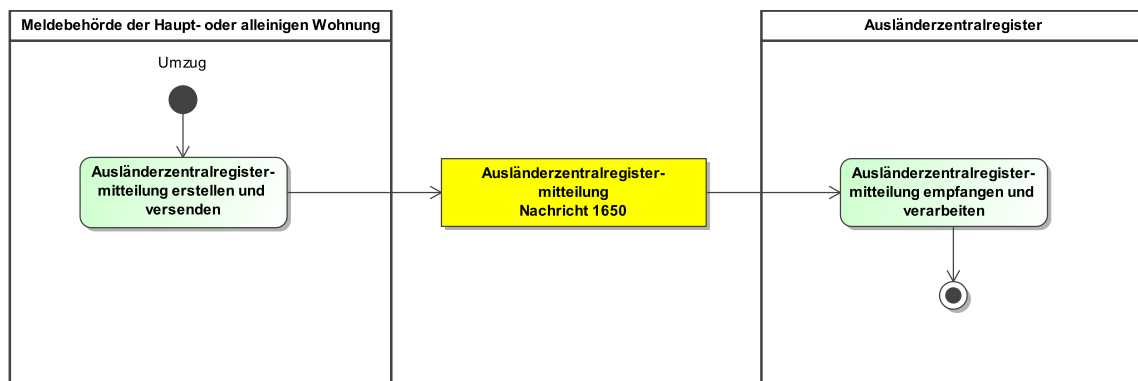 Meldebehörde der Haupt- oder alleinigen Wohnung
Umzug
Ausländerzentralregister-
mitteilung erstellen und
versenden
Ausländerzentralregister-
mitteilung
Nachricht 1650
Ausländerzentralregister
Ausländerzentralregister-
mitteilung empfangen und
verarbeiten